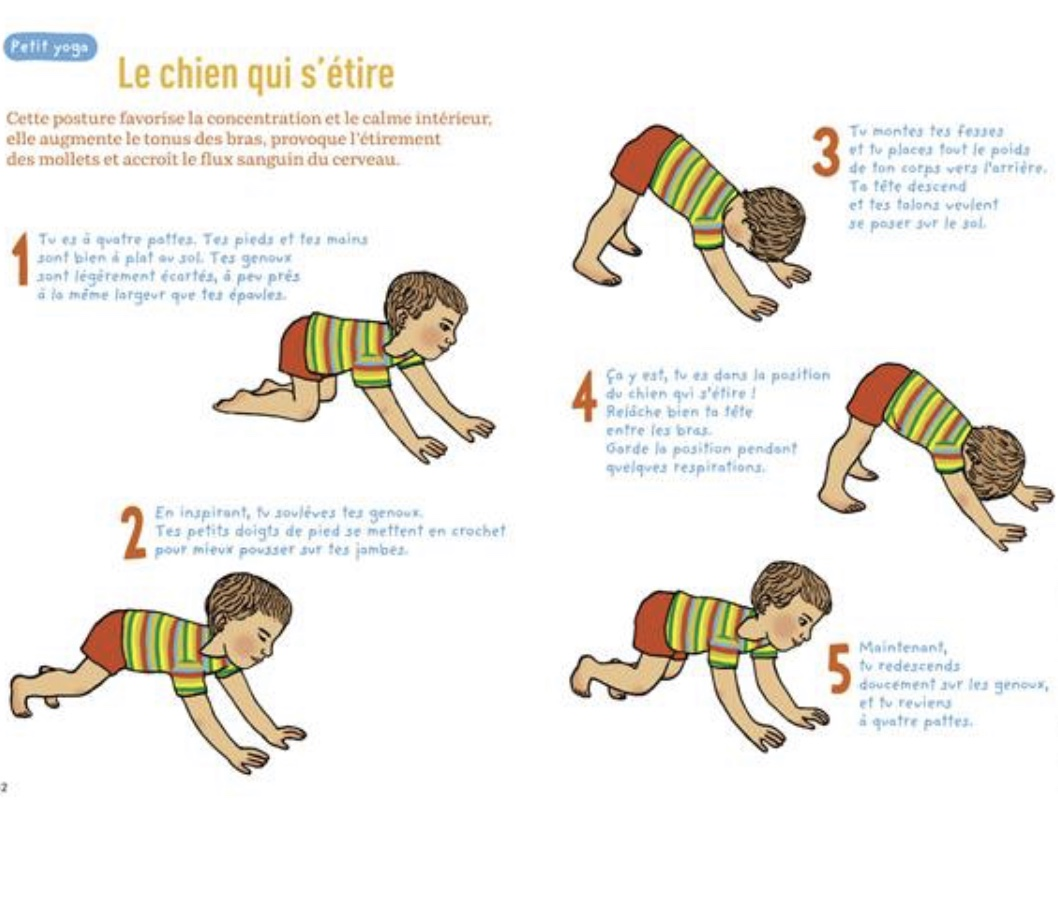 Petit yoga
Le chien qui s'étire
Cette posture favorise la concentration et le calme intérieur,
elle augmente le tonus des bras, provoque l'étirement
des mollets et accroît le flux sanguin du cerveau.
1
Tu es à quatre pattes. Tes pieds et tes mains
sont bien à plat au sol. Tes genoux
sont légèrement écartés, à peu près
à la même largeur que tes épaules.
2
En inspirant, tu soulèves tes genoux.
Tes petits doigts de pied se mettent en crochet
pour mieux pousser sur tes jambes.
3
Tu montes tes fesses
et tu places tout le poids
de ton corps vers l'arrière.
Ta tête descend
et tes talons veulent
se poser sur le sol.
4
Ça y est, tu es dans la position
du chien qui s'étire !
Relâche bien ta tête
entre les bras.
Garde la position pendant
quelques respirations.
5
Maintenant,
tu redescends
doucement sur les genoux,
et tu reviens
à quatre pattes.